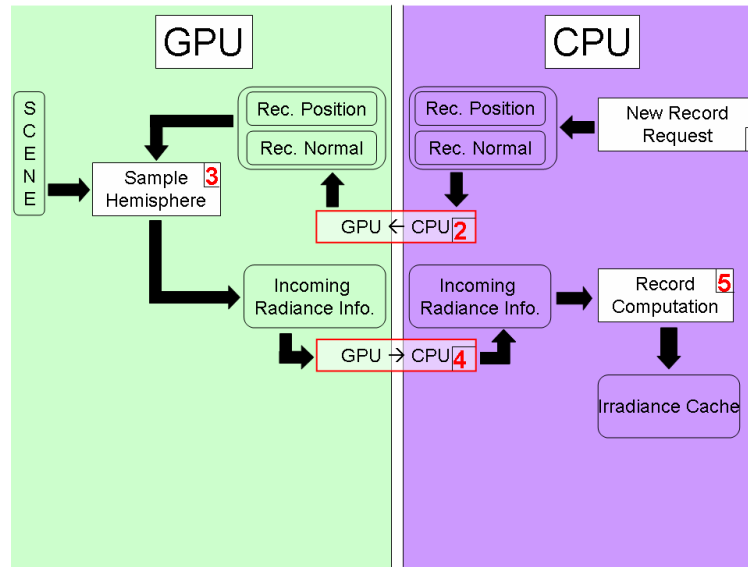 GPU
CPU
S
C
E
N
E
Rec. Position
Rec. Normal
Rec. Position
Rec. Normal
New Record
Request
Sample
Hemisphere
3
GPU ← CPU
2
Incoming
Radiance Info.
Incoming
Radiance Info.
Record
Computation
5
GPU → CPU
4
Irradiance Cache